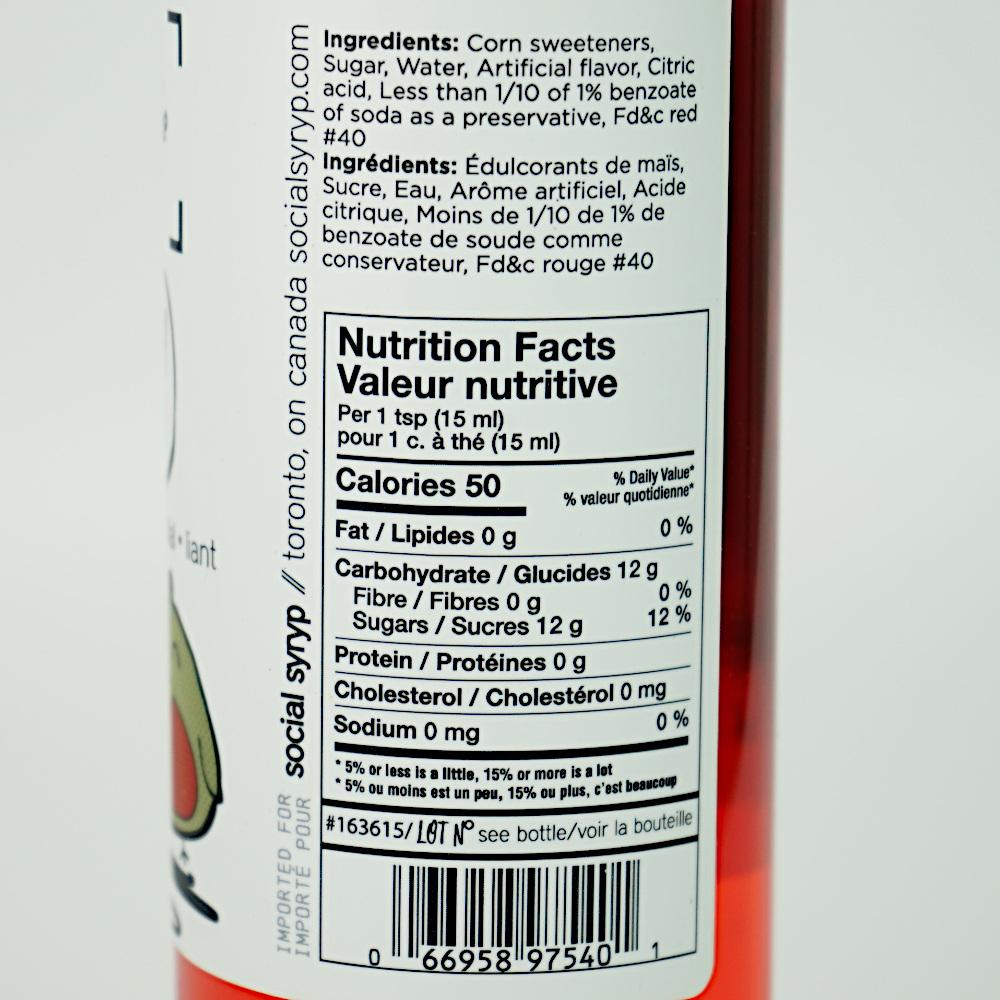 Ingredients: Corn sweeteners,
Sugar, Water, Artificial flavor, Citric
acid, Less than 1/10 of 1% benzoate
of soda as a preservative, Fd&c red
#40
Ingrédients: Édulcorants de maïs,
Sucre, Eau, Arôme artificiel, Acide
citrique, Moins de 1/10 de 1% de
benzoate de soude comme
conservateur, Fd&c rouge #40
Nutrition Facts
Valeur nutritive
Per 1 tsp (15 ml)
pour 1 c. à thé (15 ml)
Calories 50
% Daily Value*
% valeur quotidienne*
Fat / Lipides 0 g 0 %
Carbohydrate / Glucides 12 g
Fibre / Fibres 0 g 0 %
Sugars / Sucres 12 g 12 %
Protein / Protéines 0 g
Cholesterol / Cholestérol 0 mg
Sodium 0 mg 0 %
* 5% or less is a little, 15% or more is a lot
* 5% ou moins est un peu, 15% ou plus, c'est beaucoup
#163615/ LOT Nº see bottle/voir la bouteille
0 66958 97540 1
IMPORTED FOR
IMPORTÉ POUR
social syryp // toronto, on canada socialsyryp.com
liant